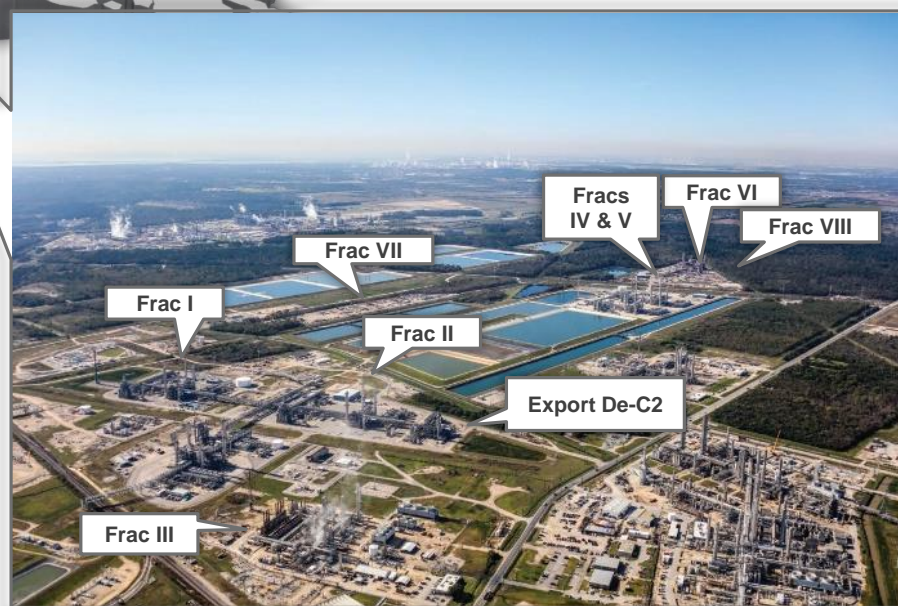 Fracs
IV & V
Frac VI
Frac VIII
Frac VII
Frac I
Frac II
Export De-C2
Frac III